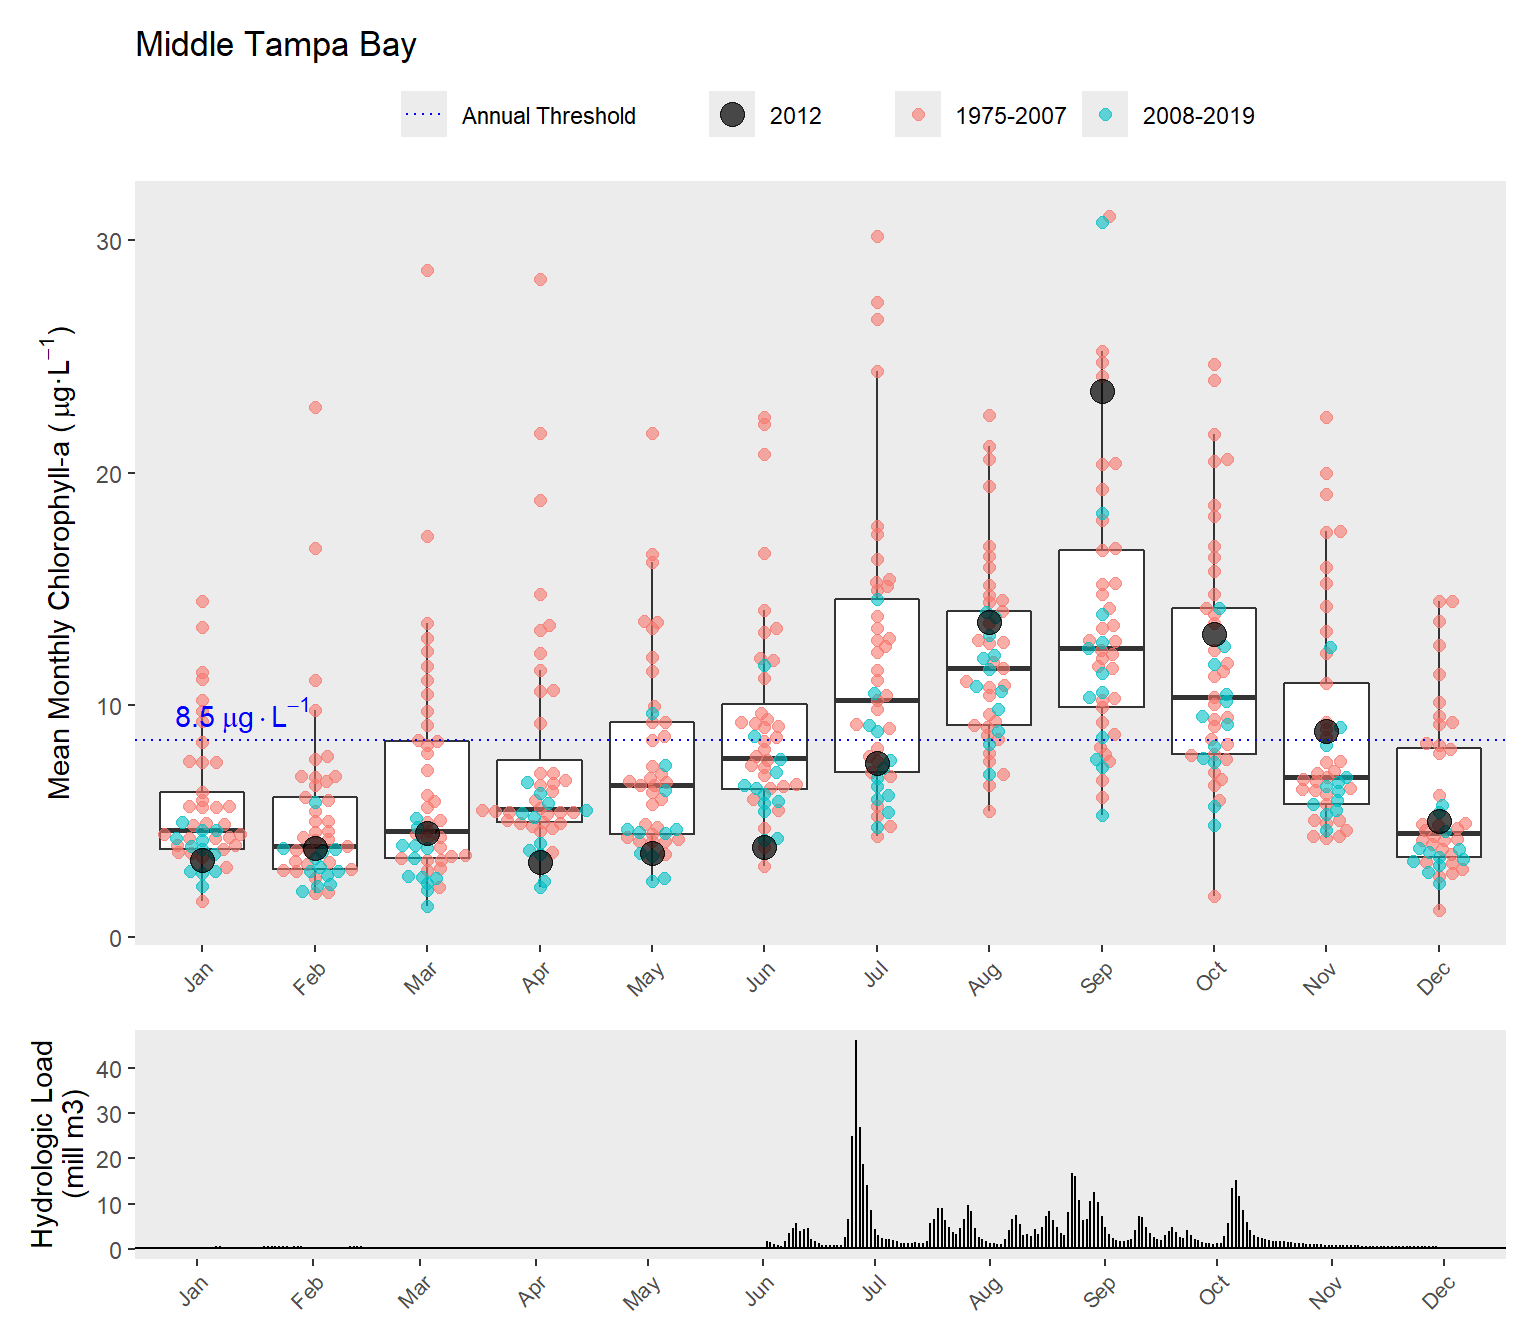 Middle Tampa Bay
Annual Threshold 2012 1975-2007 2008-2019
Mean Monthly Chlorophyll-a ( μg·L⁻¹)
30
20
10
0
8.5 μg · L⁻¹
Jan Feb Mar Apr May Jun Jul Aug Sep Oct Nov Dec
Hydrologic Load
(mill m3)
40
30
20
10
0
Jan Feb Mar Apr May Jun Jul Aug Sep Oct Nov Dec